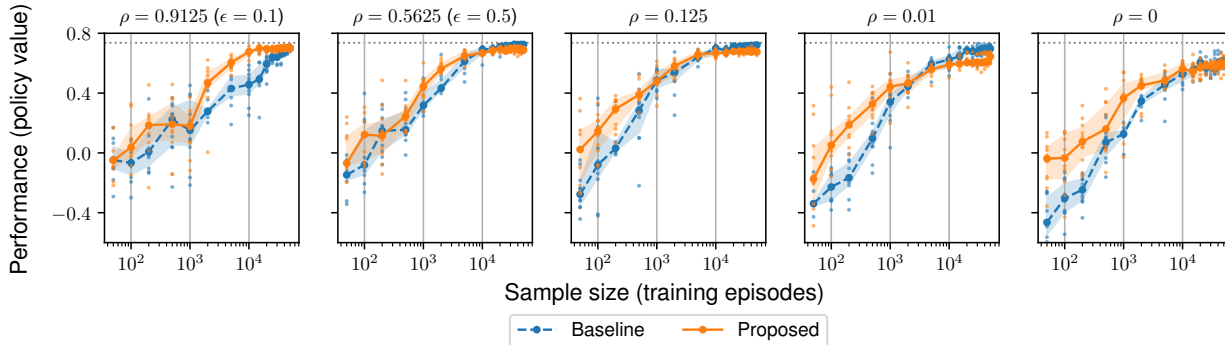 ρ = 0.9125 (ϵ = 0.1)
ρ = 0.5625 (ϵ = 0.5)
ρ = 0.125
ρ = 0.01
ρ = 0
Performance (policy value)
0.8
0.4
0.0
−0.4
10² 10³ 10⁴
10² 10³ 10⁴
10² 10³ 10⁴
10² 10³ 10⁴
10² 10³ 10⁴
Sample size (training episodes)
Baseline
Proposed